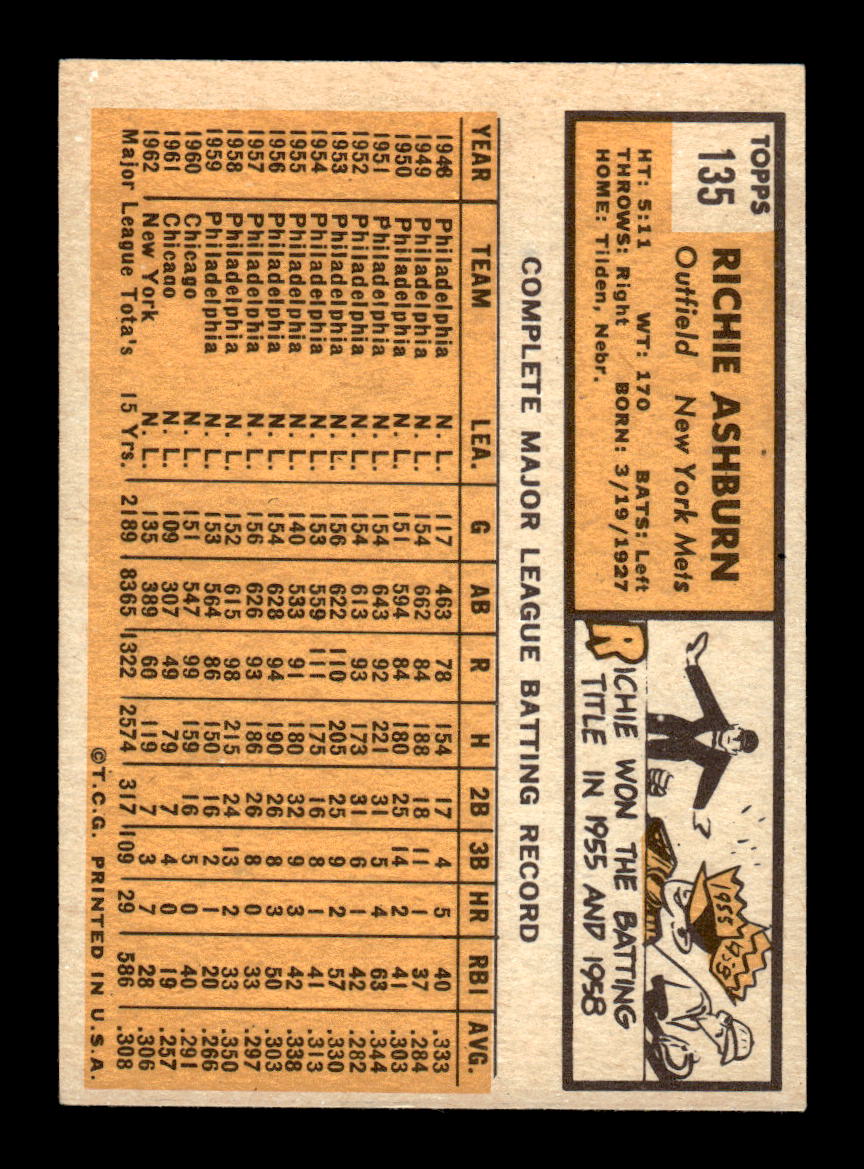 TOPPS
135
RICHIE ASHBURN
Outfield New York Mets
HT: 5:11 WT: 170 BATS: Left
THROWS: Right BORN: 3/19/1927
HOME: Tilden, Nebr.
1955 1958
RICHIE WON THE BATTING
TITLE IN 1955 AND 1958
COMPLETE MAJOR LEAGUE BATTING RECORD
YEAR TEAM LEA. G AB R H 2B 3B HR RBI AVG.
1948 Philadelphia N. L. 117 463 78 154 17 4 5 40 .333
1949 Philadelphia N. L. 154 662 84 188 18 11 1 37 .284
1950 Philadelphia N. L. 151 594 84 180 25 14 2 41 .303
1951 Philadelphia N. L. 154 643 92 221 31 5 4 63 .344
1952 Philadelphia N. L. 154 613 93 173 31 6 1 42 .282
1953 Philadelphia N. L. 156 622 110 205 25 9 2 57 .330
1954 Philadelphia N. L. 153 559 111 175 16 8 1 41 .313
1955 Philadelphia N. L. 140 533 91 180 32 9 3 42 .338
1956 Philadelphia N. L. 154 628 94 190 26 8 3 50 .303
1957 Philadelphia N. L. 156 626 93 186 26 8 0 33 .297
1958 Philadelphia N. L. 152 615 98 215 24 13 2 33 .350
1959 Philadelphia N. L. 153 564 86 150 16 2 1 20 .266
1960 Chicago N. L. 151 547 99 159 16 5 0 40 .291
1961 Chicago N. L. 109 307 49 79 7 4 0 19 .257
1962 New York N. L. 135 389 60 119 7 3 7 28 .306
Major League Tota's 15 Yrs. 2189 8365 1322 2574 317 109 29 586 .308
©T.C.G. PRINTED IN U.S.A.